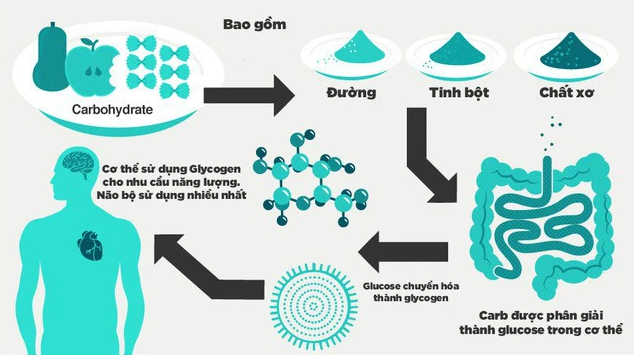 Bao gồm
Carbohydrate
Đường
Tinh bột
Chất xơ
Cơ thể sử dụng Glycogen
cho nhu cầu năng lượng.
Não bộ sử dụng nhiều nhất
Glucose chuyển hóa
thành glycogen
Carb được phân giải
thành glucose trong cơ thể